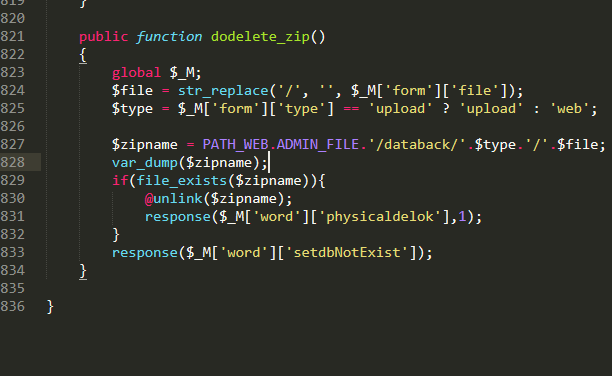 819 }
820
821 public function dodelete_zip()
822 {
823 global $_M;
824 $file = str_replace('/', '', $_M['form']['file']);
825 $type = $_M['form']['type'] == 'upload' ? 'upload' : 'web';
826
827 $zipname = PATH_WEB.ADMIN_FILE.'/databack/'.$type.'/'.$file;
828 var_dump($zipname);
829 if(file_exists($zipname)){
830 @unlink($zipname);
831 response($_M['word']['physicaldelok'],1);
832 }
833 response($_M['word']['setdbNotExist']);
834 }
835
836 }